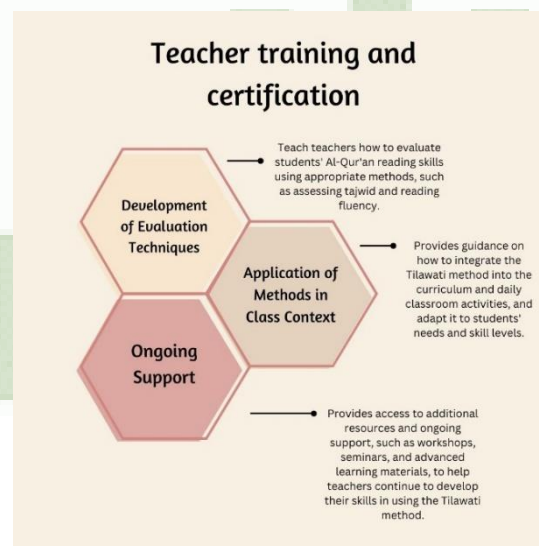 Teacher training and
certification
Development
of Evaluation
Techniques
Teach teachers how to evaluate
students' Al-Qur'an reading skills
using appropriate methods, such
as assessing tajwid and reading
fluency.
Application of
Methods in
Class Context
Provides guidance on
how to integrate the
Tilawati method into the
curriculum and daily
classroom activities, and
adapt it to students'
needs and skill levels.
Ongoing
Support
Provides access to additional
resources and ongoing
support, such as workshops,
seminars, and advanced
learning materials, to help
teachers continue to develop
their skills in using the Tilawati
method.